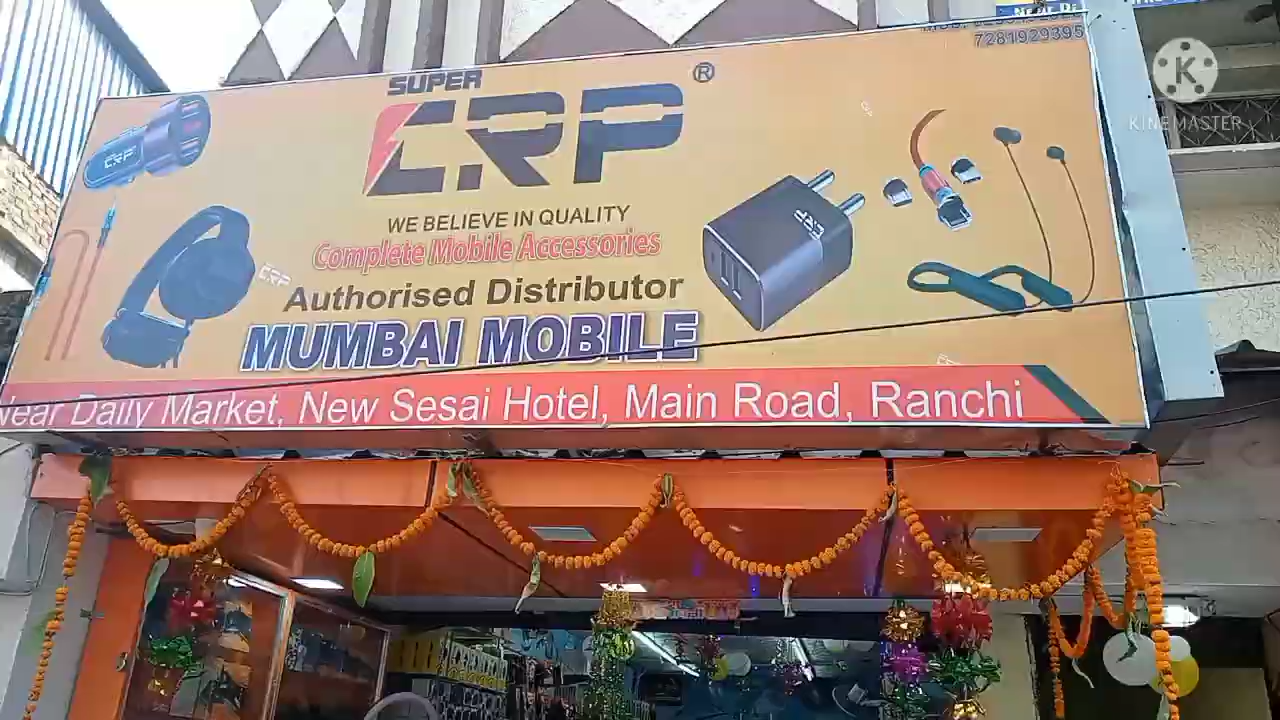 7281929395
K
KINEMASTER
SUPER
ERP ®
WE BELIEVE IN QUALITY
Complete Mobile Accessories
Authorised Distributor
MUMBAI MOBILE
Near Daily Market, New Sesai Hotel, Main Road, Ranchi